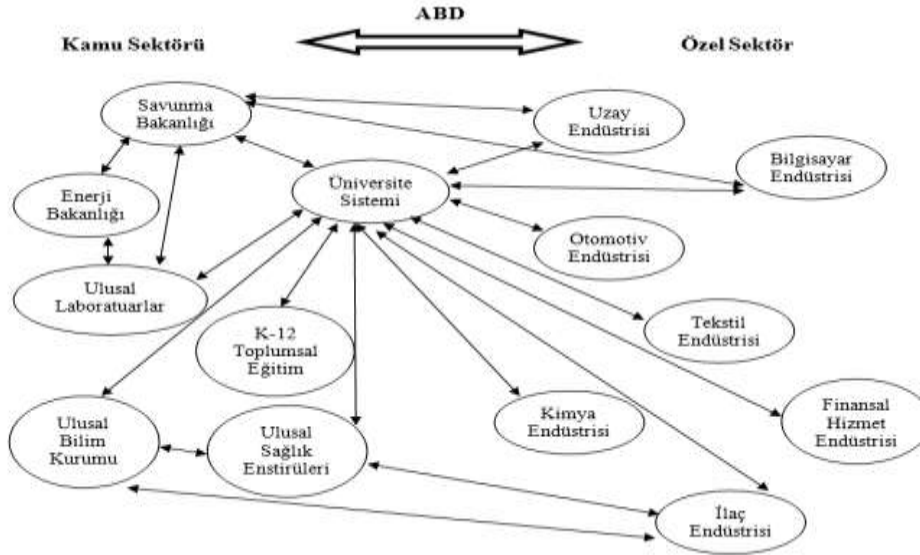 ABD
Kamu Sektörü
Özel Sektör
Savunma
Bakanlığı
Uzay
Endüstrisi
Bilgisayar
Endüstrisi
Üniversite
Sistemi
Enerji
Bakanlığı
Otomotiv
Endüstrisi
Ulusal
Laboratuarlar
K-12
Toplumsal
Eğitim
Tekstil
Endüstrisi
Ulusal
Bilim
Kurumu
Ulusal
Sağlık
Enstirüleri
Kimya
Endüstrisi
Finansal
Hizmet
Endüstrisi
İlaç
Endüstrisi